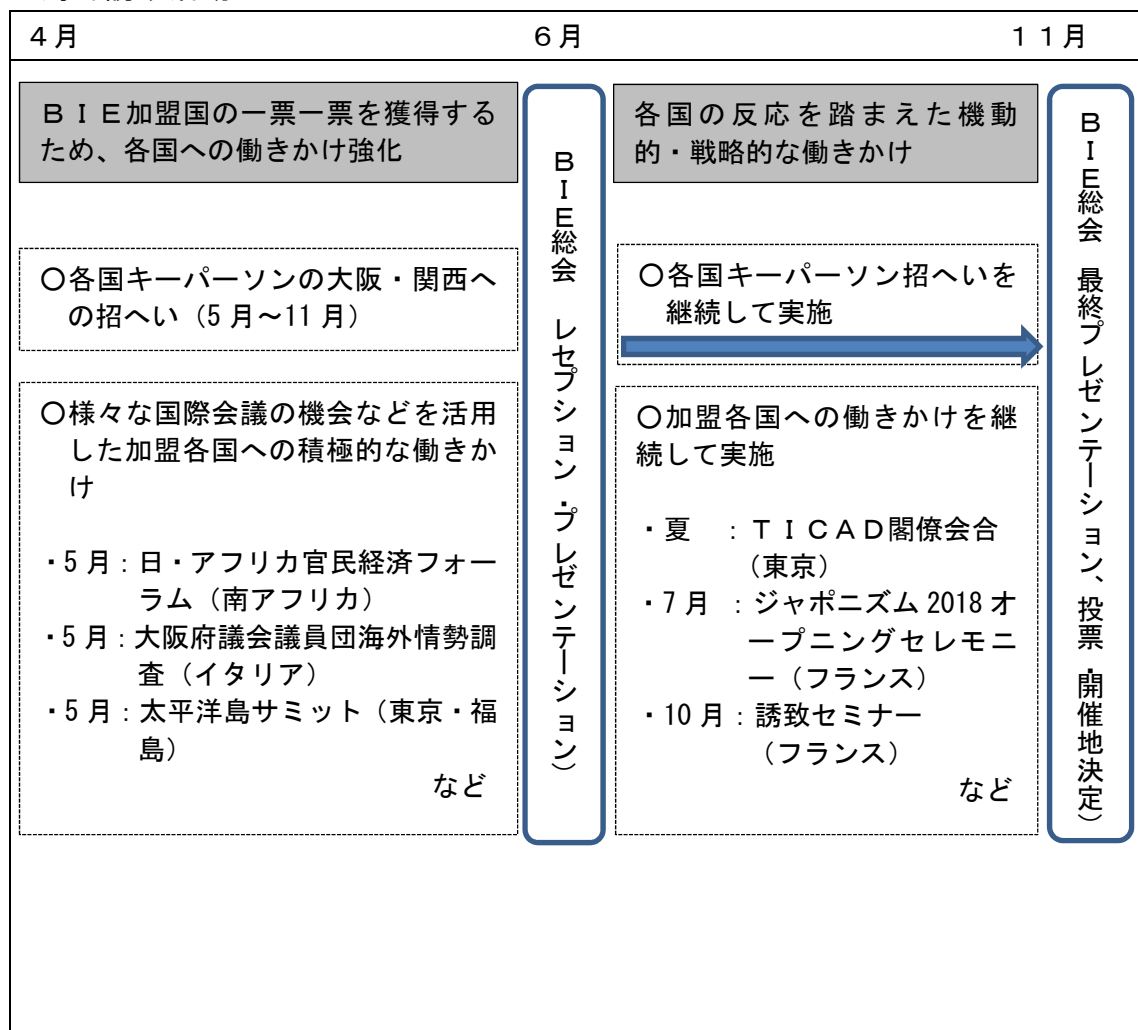 ４月
６月
１１月
ＢＩＥ加盟国の一票一票を獲得する
ため、各国への働きかけ強化
〇各国キーパーソンの大阪・関西へ
の招へい（5月～11月）
〇様々な国際会議の機会などを活用
した加盟各国への積極的な働きか
け
・5月：日・アフリカ官民経済フォー
ラム（南アフリカ）
・5月：大阪府議会議員団海外情勢調
査（イタリア）
・5月：太平洋島サミット（東京・福
島）
など
ＢＩＥ総会　レセプション・プレゼンテーション）
各国の反応を踏まえた機動
的・戦略的な働きかけ
〇各国キーパーソン招へいを
継続して実施
〇加盟各国への働きかけを継
続して実施
・夏　：ＴＩＣＡＤ閣僚会合
（東京）
・7月　：ジャポニズム2018オ
ープニングセレモニ
ー（フランス）
・10月：誘致セミナー
（フランス）
など
ＢＩＥ総会　最終プレゼンテーション、投票・開催地決定）